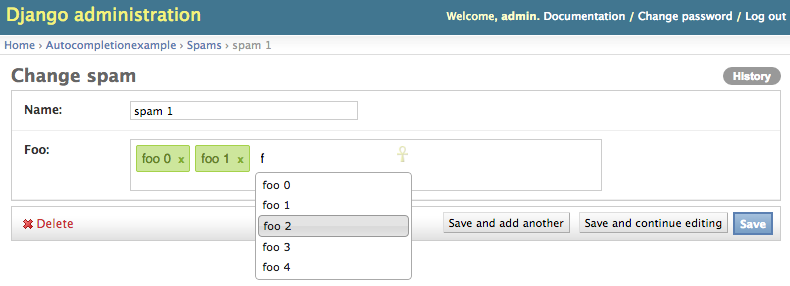 Django administration
Welcome, admin. Documentation / Change password / Log out
Home › Autocompletionexample › Spams › spam 1
Change spam
History
Name:
spam 1
Foo:
foo 0 x
foo 1 x
f
foo 0
foo 1
foo 2
foo 3
foo 4
Delete
Save and add another
Save and continue editing
Save